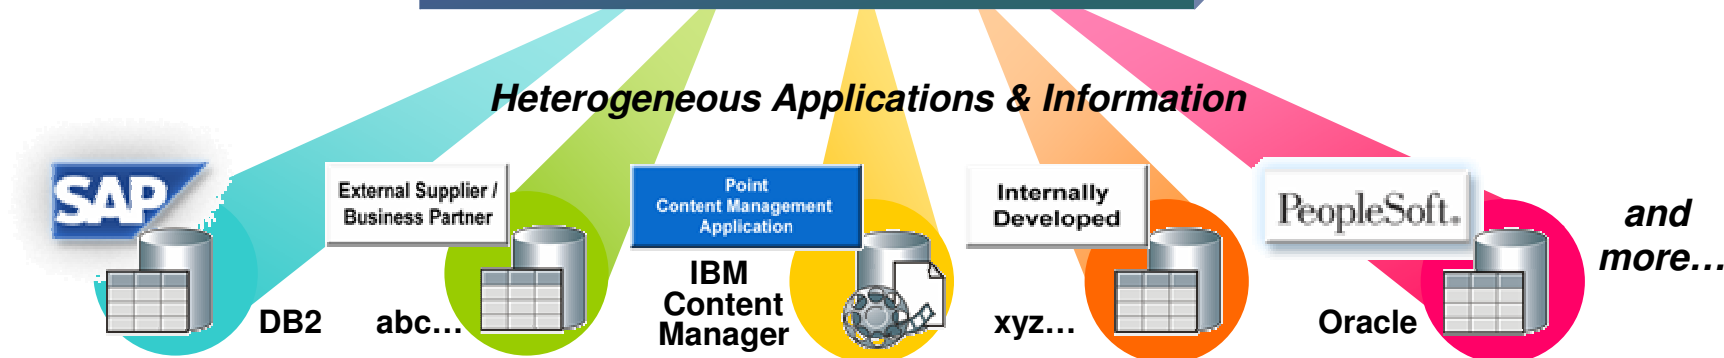 Heterogeneous Applications & Information
SAP
External Supplier /
Business Partner
Point
Content Management
Application
Internally
Developed
PeopleSoft.
and
more…
DB2
abc…
IBM
Content
Manager
xyz…
Oracle